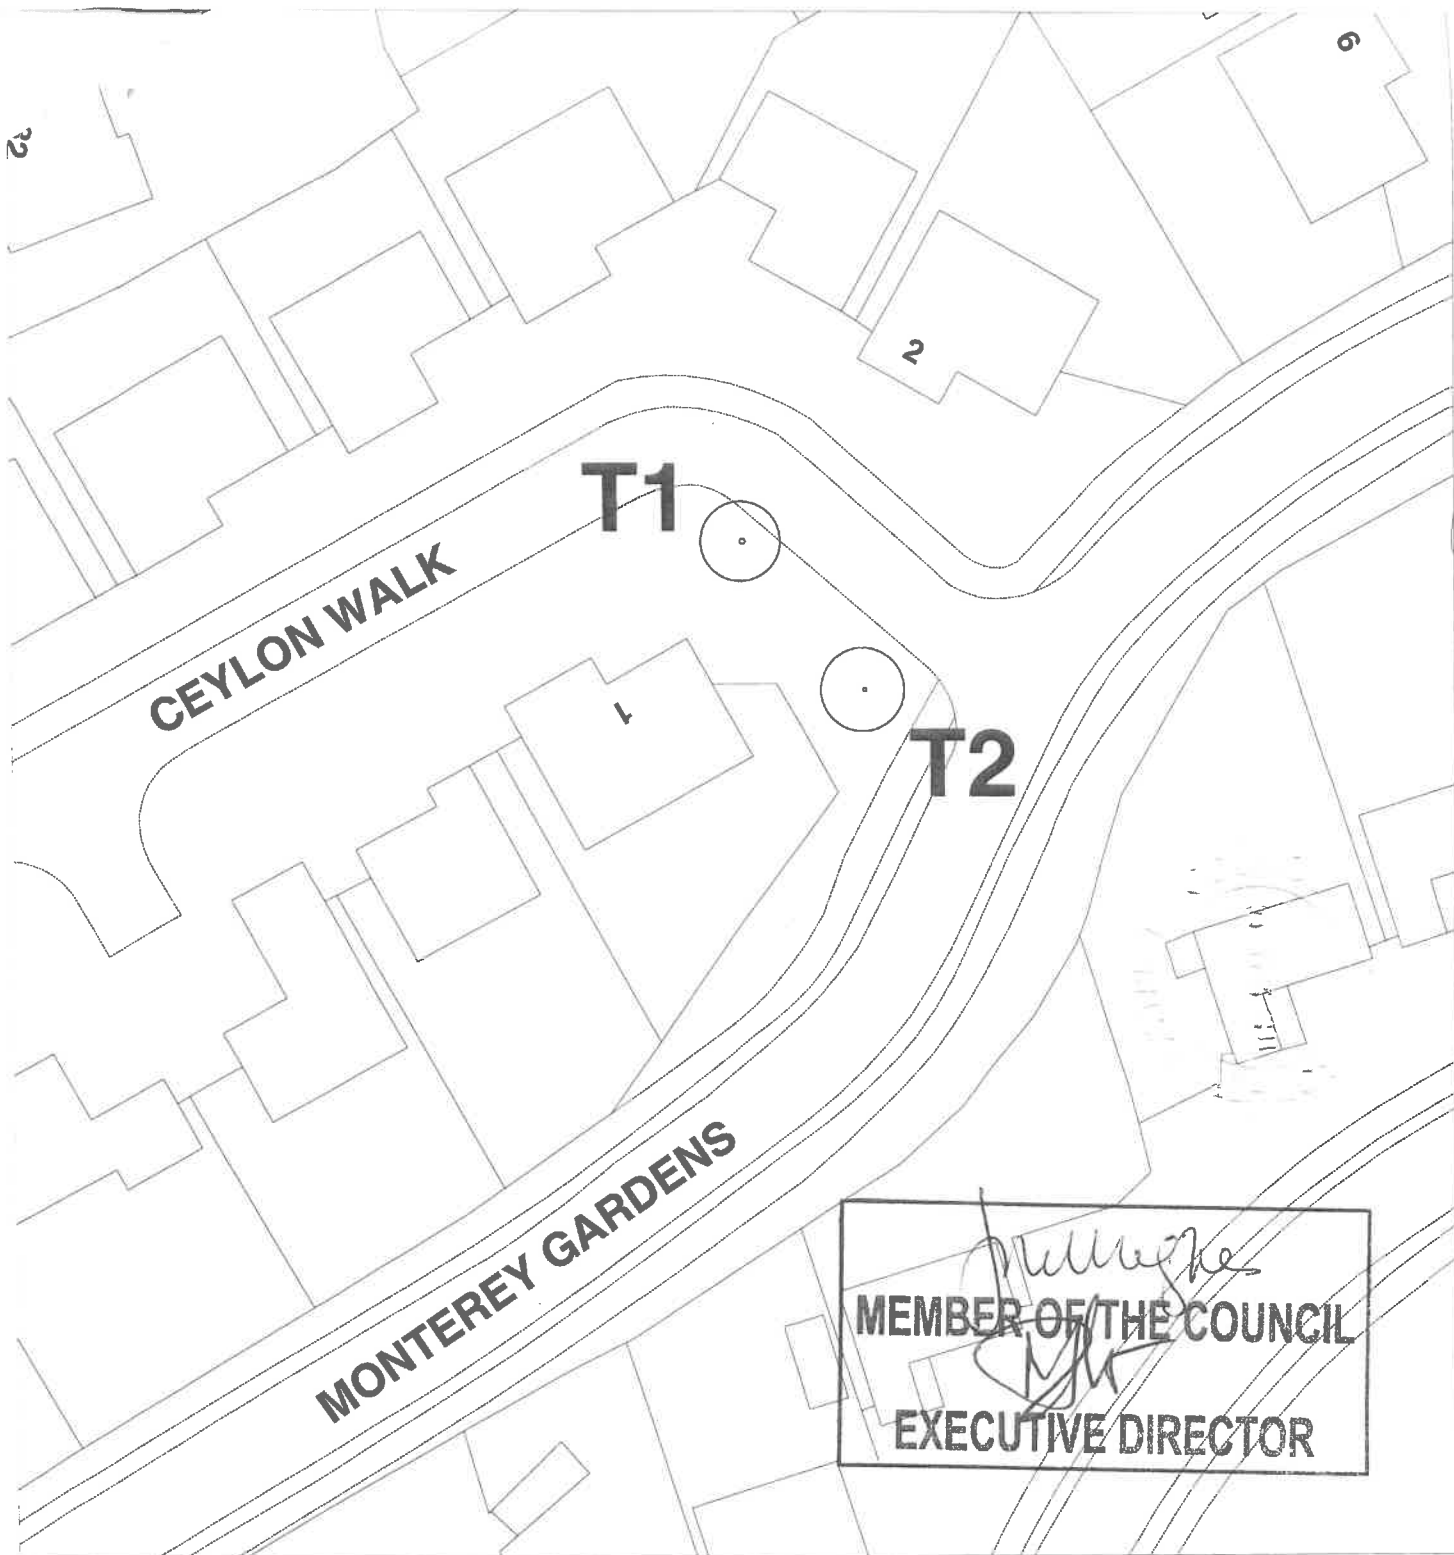 6
2
T1
CEYLON WALK
1
T2
MONTEREY GARDENS
MEMBER OF THE COUNCIL
EXECUTIVE DIRECTOR